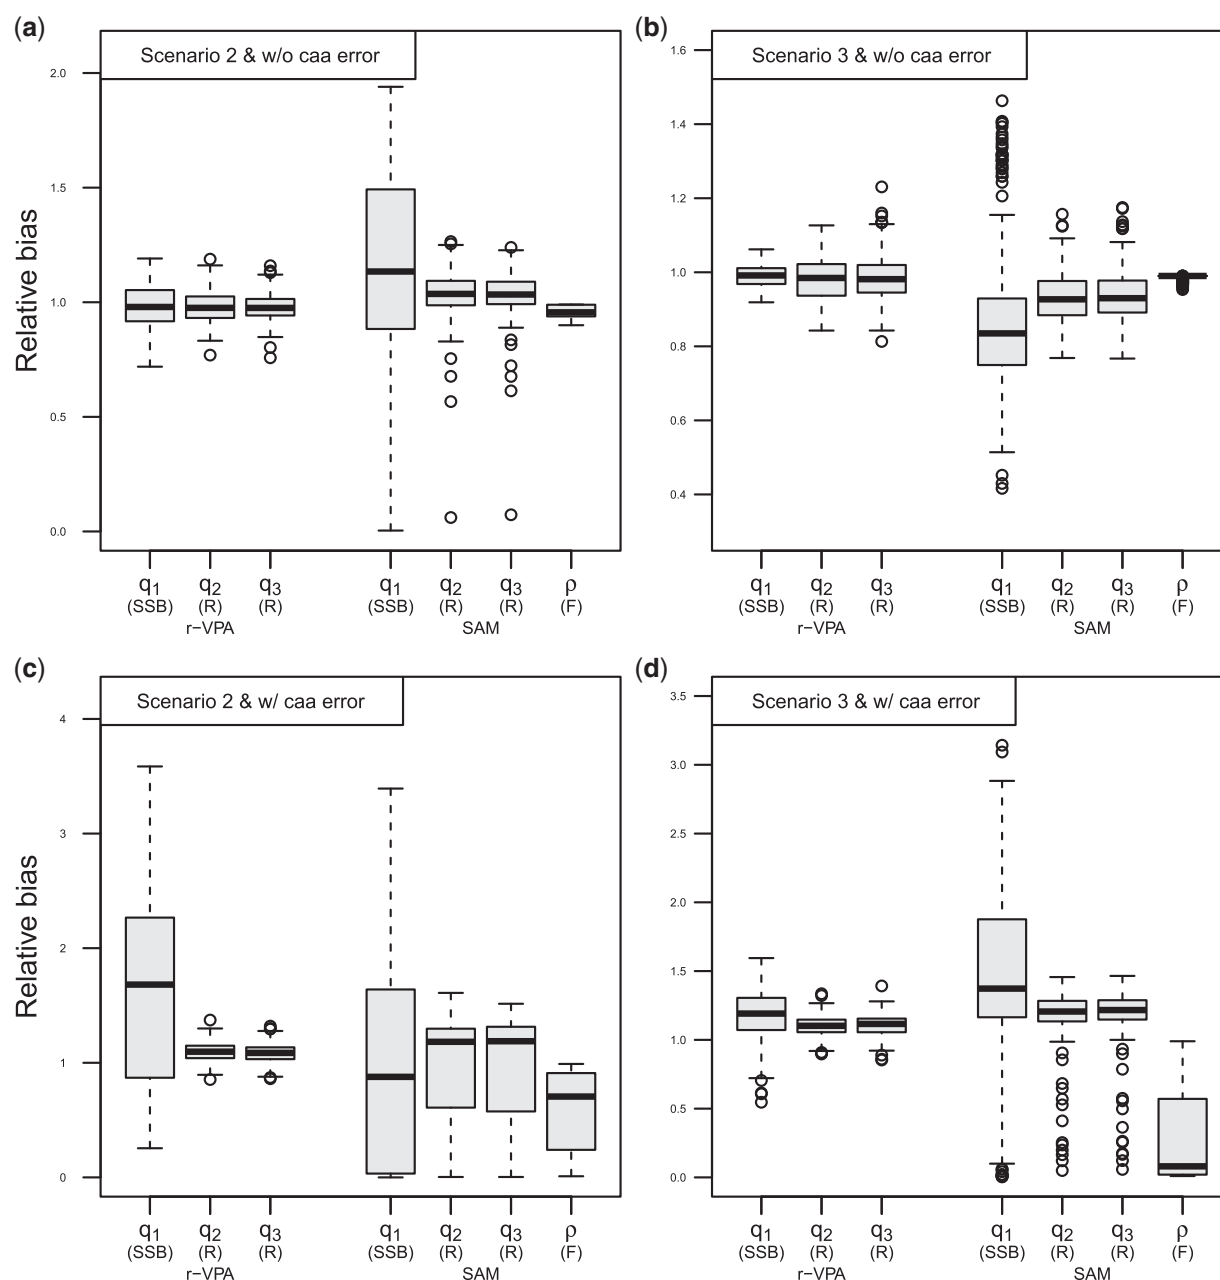 (a)
Scenario 2 & w/o caa error
Relative bias
2.0
1.5
1.0
0.5
0.0
q1 q2 q3 q1 q2 q3 ρ
(SSB) (R) (R) (SSB) (R) (R) (F)
r−VPA SAM
(b)
Scenario 3 & w/o caa error
1.6
1.4
1.2
1.0
0.8
0.6
0.4
q1 q2 q3 q1 q2 q3 ρ
(SSB) (R) (R) (SSB) (R) (R) (F)
r−VPA SAM
(c)
Scenario 2 & w/ caa error
Relative bias
4
3
2
1
0
q1 q2 q3 q1 q2 q3 ρ
(SSB) (R) (R) (SSB) (R) (R) (F)
r−VPA SAM
(d)
Scenario 3 & w/ caa error
3.5
3.0
2.5
2.0
1.5
1.0
0.5
0.0
q1 q2 q3 q1 q2 q3 ρ
(SSB) (R) (R) (SSB) (R) (R) (F)
r−VPA SAM